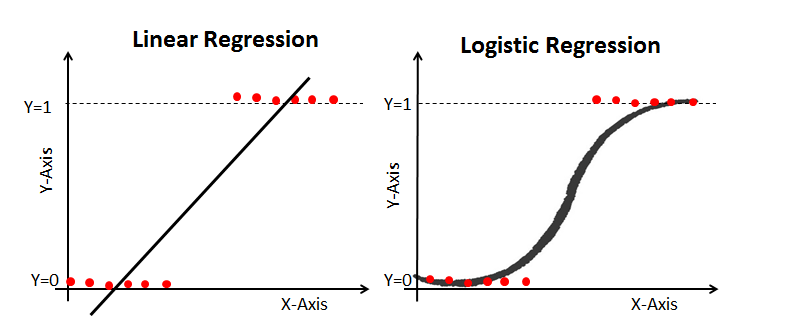 Linear Regression
Y=1
Y-Axis
Y=0
X-Axis
Logistic Regression
Y=1
Y-Axis
Y=0
X-Axis